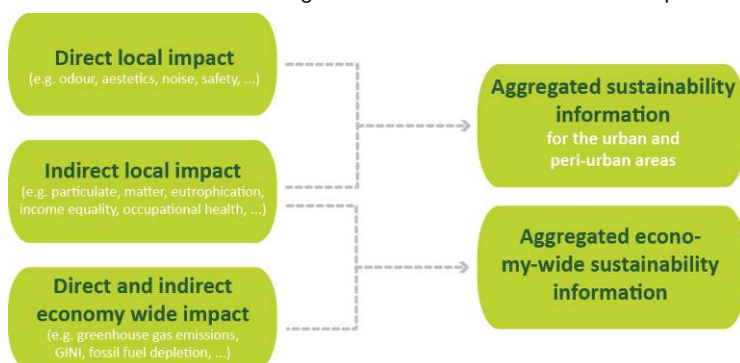 Direct local impact
(e.g. odour, aestetics, noise, safety, ...)
Indirect local impact
(e.g. particulate, matter, eutrophication,
income equality, occupational health, ...)
Direct and indirect
economy wide impact
(e.g. greenhouse gas emissions,
GINI, fossil fuel depletion, ...)
Aggregated sustainability
information
for the urban and
peri-urban areas
Aggregated econo-
my-wide sustainability
information